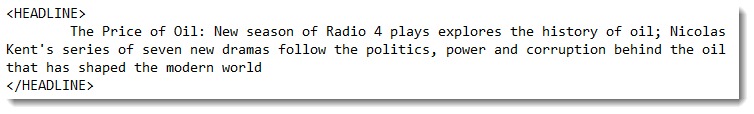 <HEADLINE>
The Price of Oil: New season of Radio 4 plays explores the history of oil; Nicolas
Kent's series of seven new dramas follow the politics, power and corruption behind the oil
that has shaped the modern world
</HEADLINE>